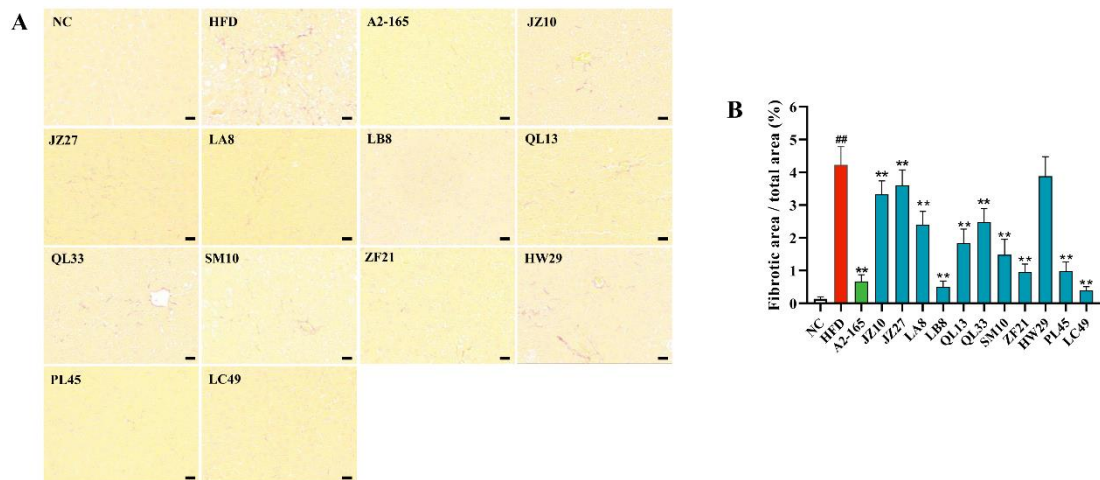 A
NC
HFD
A2-165
JZ10
JZ27
LA8
LB8
QL13
QL33
SM10
ZF21
HW29
PL45
LC49
B
Fibrotic area / total area (%)
6
5
4
3
2
1
0
##
**
**
**
**
**
**
**
**
**
**
**
NC
HFD
A2-165
JZ10
JZ27
LA8
LB8
QL13
QL33
SM10
ZF21
HW29
PL45
LC49